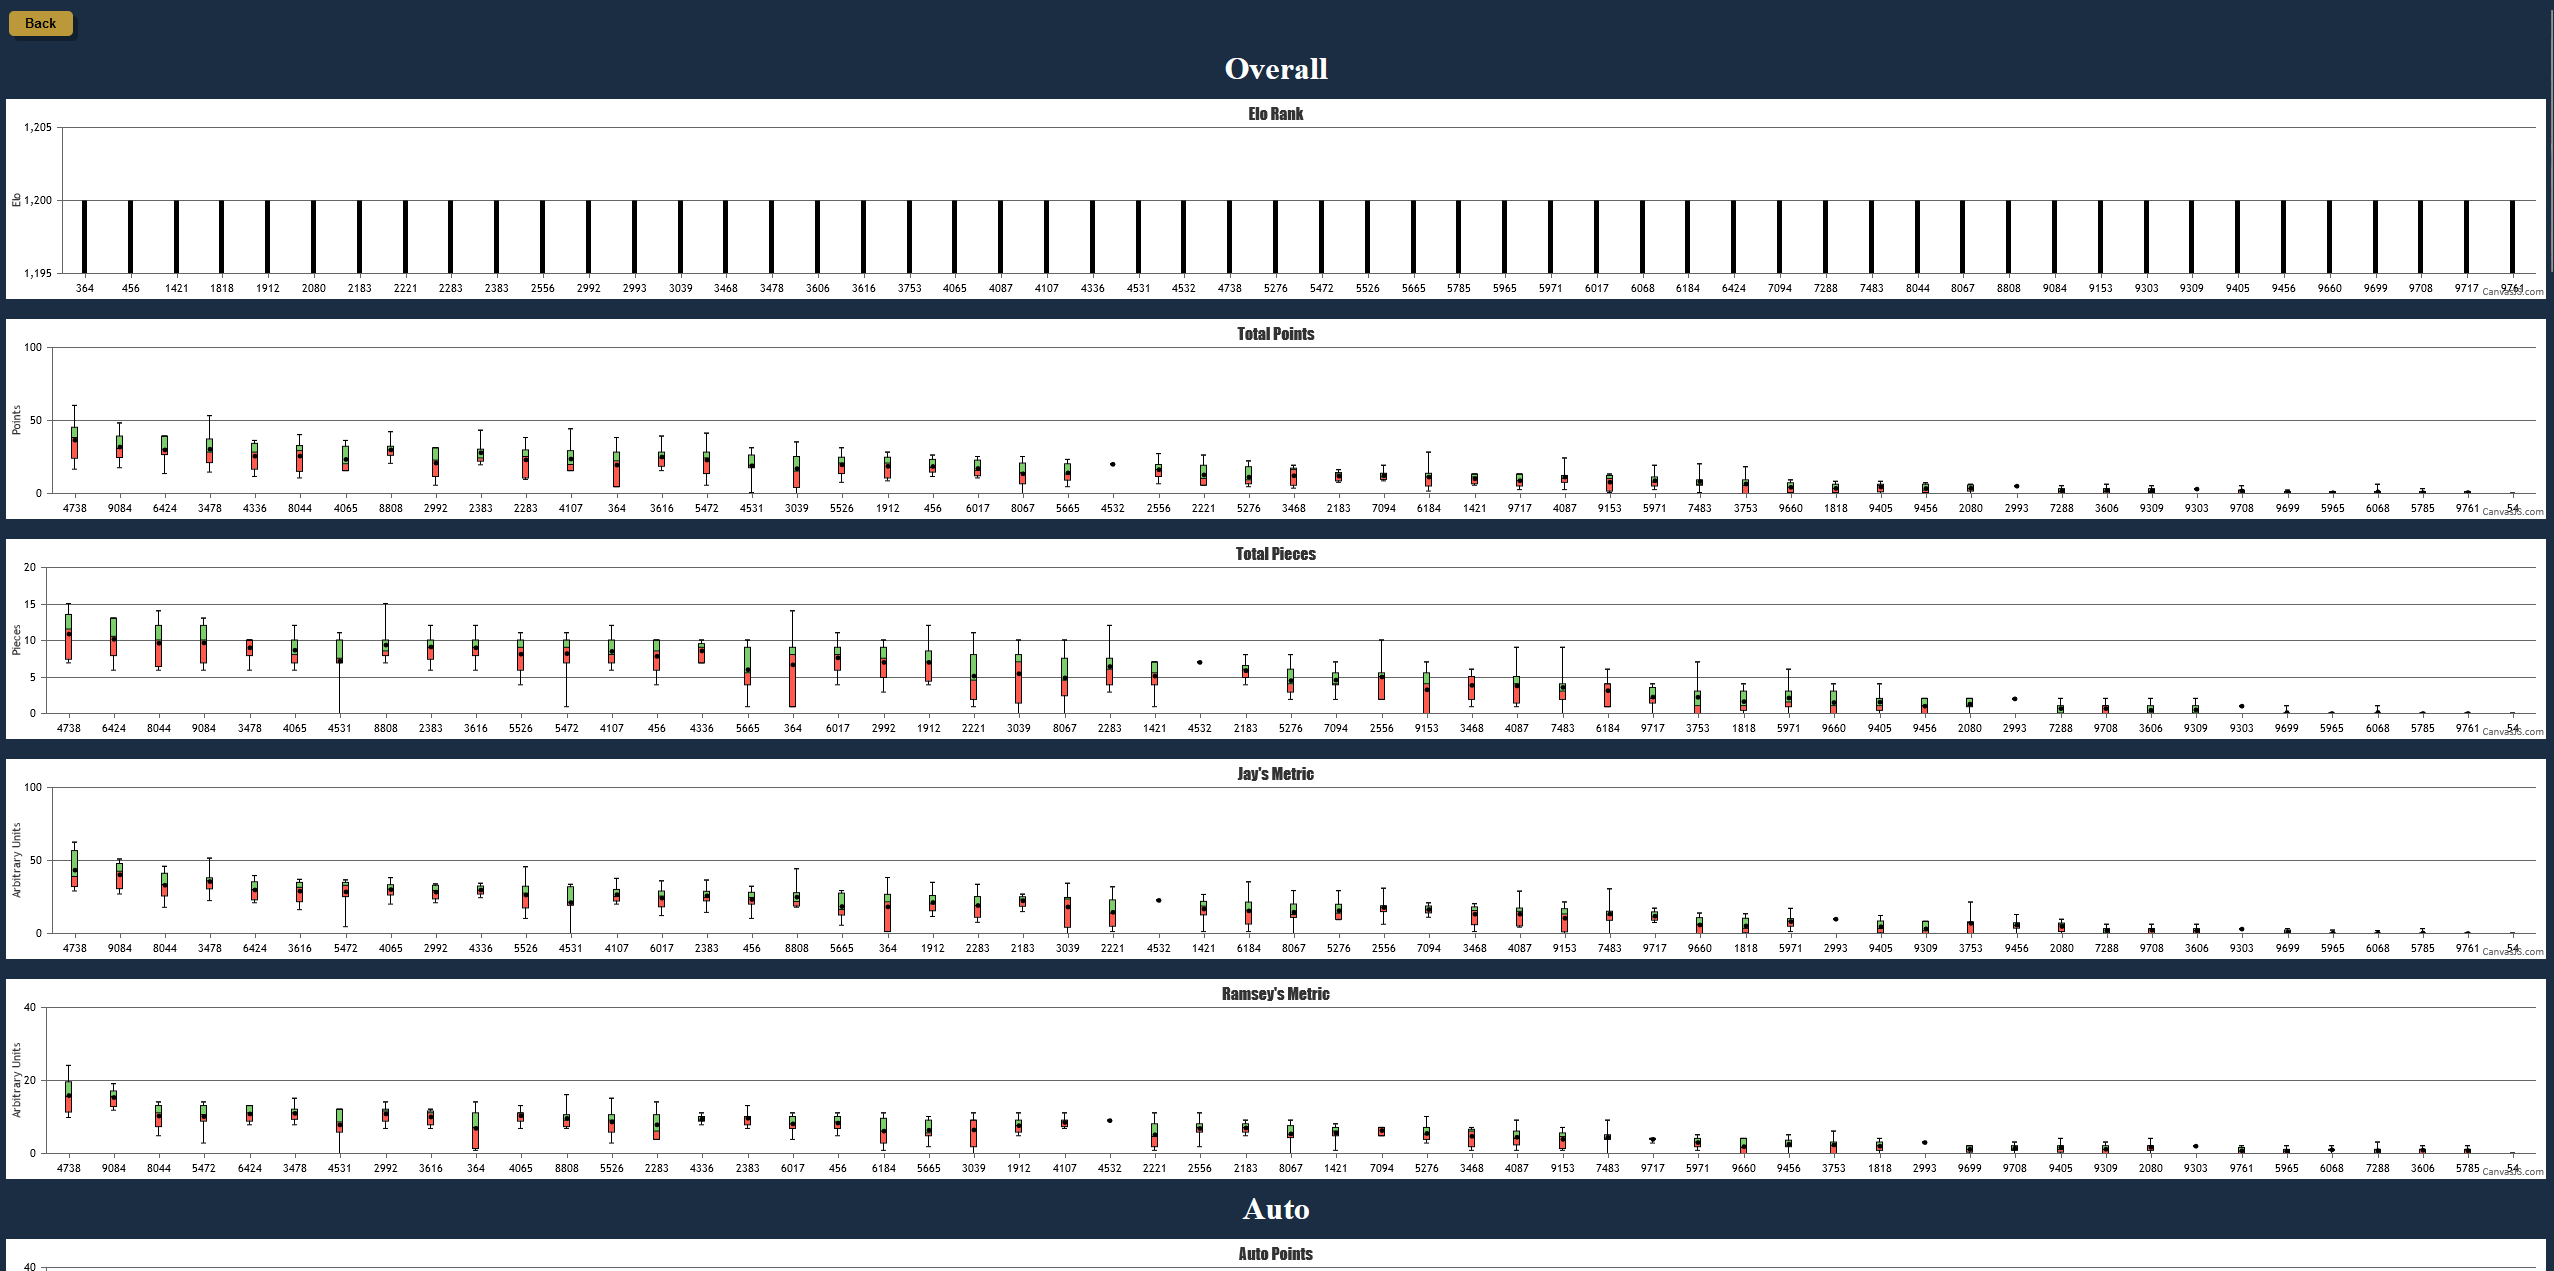 Back
Overall
Elo Rank
1,205
Elo
1,200
1,195
364 456 1421 1818 1912 2080 2183 2221 2283 2383 2556 2992 2993 3039 3468 3478 3606 3616 3753 4065 4087 4107 4336 4531 4532 4738 5276 5472 5526 5665 5785 5965 5971 6017 6068 6184 6424 7094 7288 7483 8044 8067 8808 9084 9153 9303 9309 9405 9456 9660 9699 9708 9717 9761
CanvasJS.com
Total Points
100
Points
50
0
4738 9084 6424 3478 4336 8044 4065 8808 2992 2383 2283 4107 364 3616 5472 4531 3039 5526 1912 456 6017 8067 5665 4532 2556 2221 5276 3468 2183 7094 6184 1421 9717 4087 9153 5971 7483 3753 9660 1818 9405 9456 2080 2993 7288 3606 9309 9303 9708 9699 5965 6068 5785 9761 54
CanvasJS.com
Total Pieces
20
15
Pieces
10
5
0
4738 6424 8044 9084 3478 4065 4531 8808 2383 3616 5526 5472 4107 456 4336 5665 364 6017 2992 1912 2221 3039 8067 2283 1421 4532 2183 5276 7094 2556 9153 3468 4087 7483 6184 9717 3753 1818 5971 9660 9405 9456 2080 2993 7288 9708 3606 9309 9303 9699 5965 6068 5785 9761 54
CanvasJS.com
Jay's Metric
100
Arbitrary Units
50
0
4738 9084 8044 3478 6424 3616 5472 4065 2992 4336 5526 4531 4107 6017 2383 456 8808 5665 364 1912 2283 2183 3039 2221 4532 1421 6184 8067 5276 2556 7094 3468 4087 9153 7483 9717 9660 1818 5971 2993 9405 9309 3753 9456 2080 7288 9708 3606 9303 9699 5965 6068 5785 9761 54
CanvasJS.com
Ramsey's Metric
40
Arbitrary Units
20
0
4738 9084 8044 5472 6424 3478 4531 2992 3616 364 4065 8808 5526 2283 4336 2383 6017 456 6184 5665 3039 1912 4107 4532 2221 2556 2183 8067 1421 7094 5276 3468 4087 9153 7483 9717 5971 9660 9456 3753 1818 2993 9699 9708 9405 9309 2080 9303 9761 5965 6068 7288 3606 5785 54
CanvasJS.com
Auto
Auto Points
40